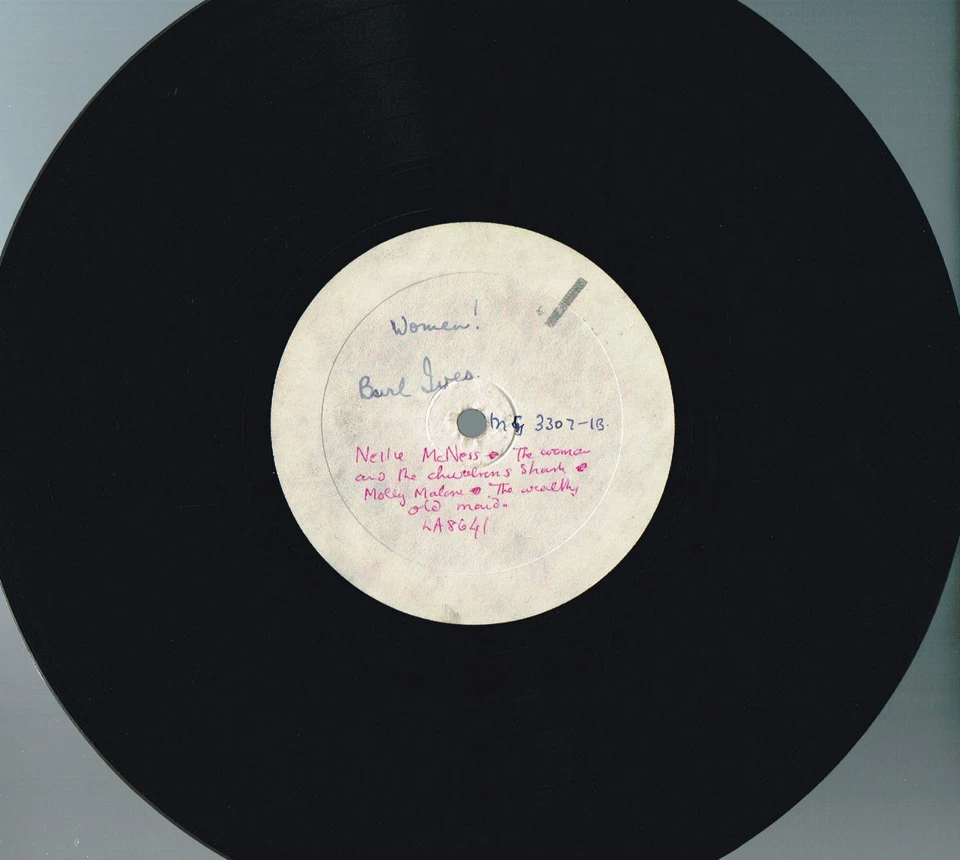 Women!
Burl Ives.
MG 3307-1B.
Nellie McNess • The woman
and the chivalrous Shark •
Molly Malone • The wealthy
old maid.
LA8641